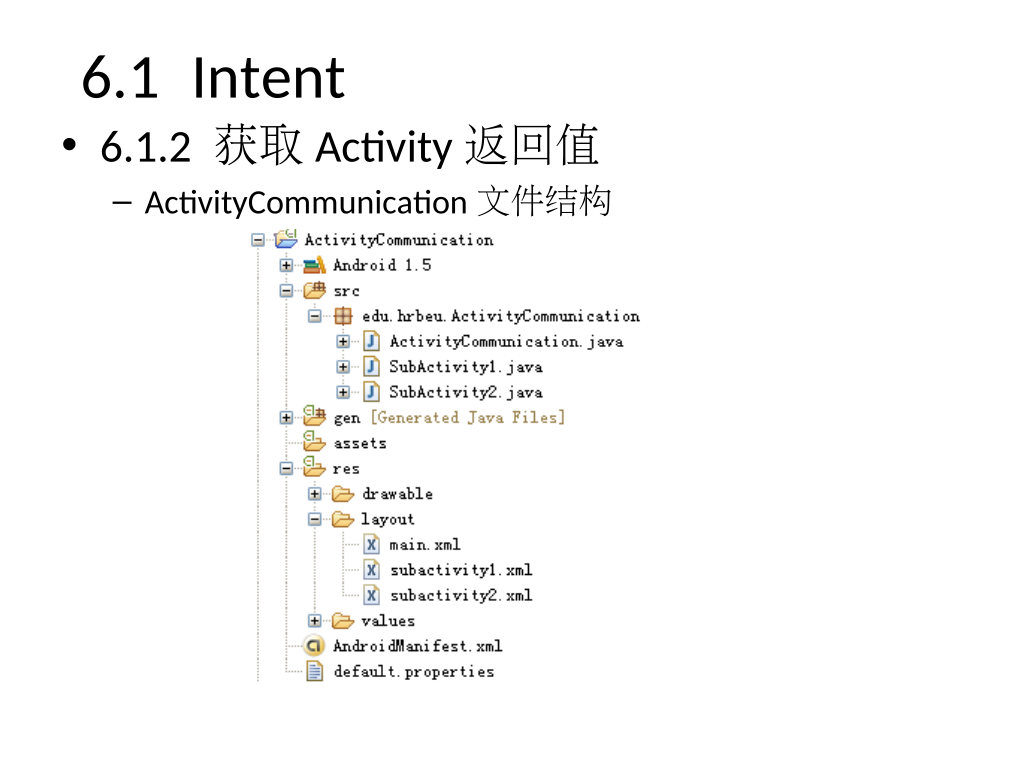 6.1 Intent
• 6.1.2 获取 Activity 返回值
– ActivityCommunication 文件结构
ActivityCommunication
Android 1.5
src
edu.hrbeu.ActivityCommunication
ActivityCommunication.java
SubActivity1.java
SubActivity2.java
gen [Generated Java Files]
assets
res
drawable
layout
main.xml
subactivity1.xml
subactivity2.xml
values
AndroidManifest.xml
default.properties